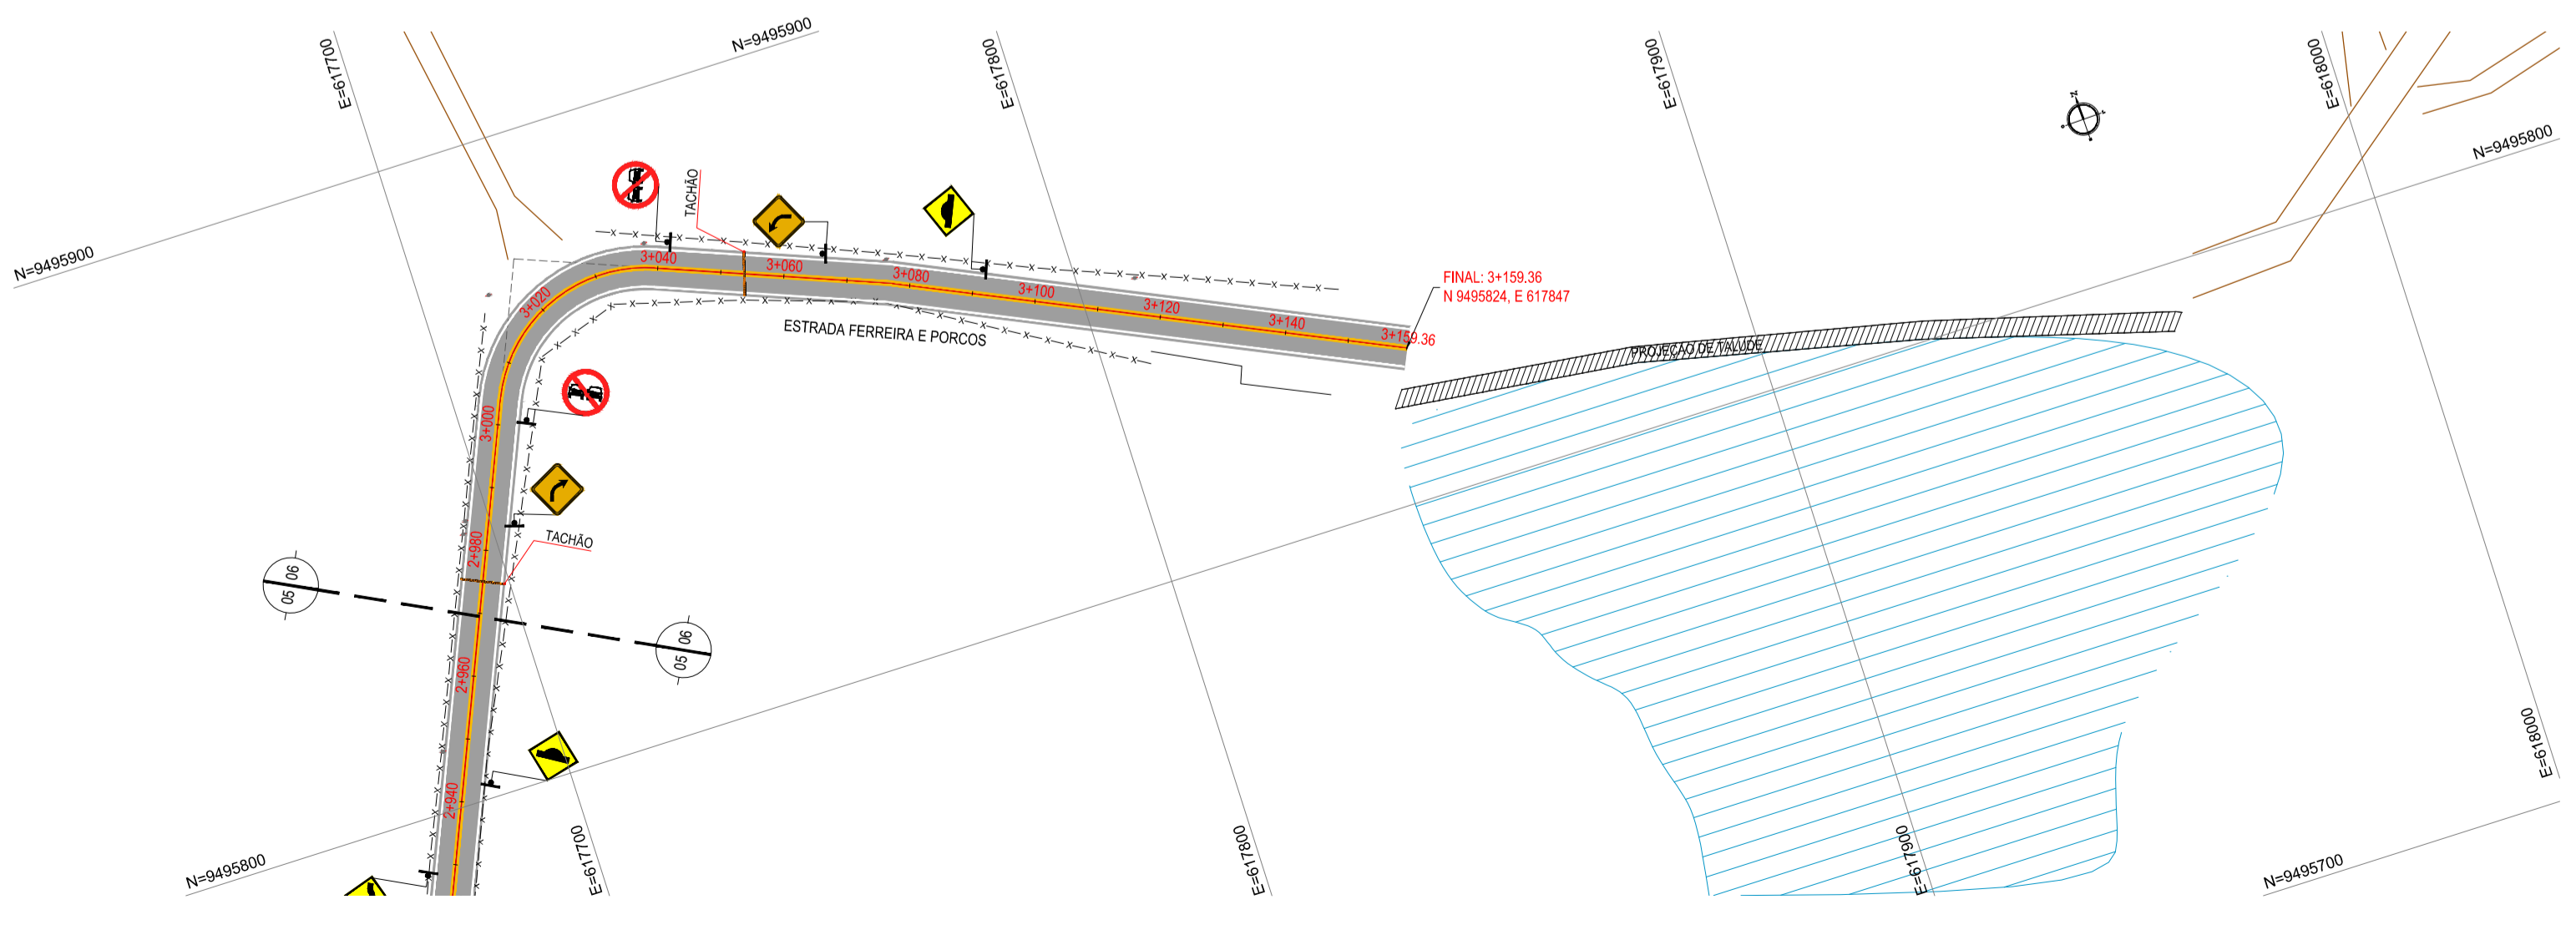 N=9495900
E=617700
E=617800
E=617900
E=618000
N
N=9495800
N=9495900
TACHÃO
3+040
3+060
3+080
3+100
3+120
3+140
3+159.36
FINAL: 3+159.36
N 9495824, E 617847
ESTRADA FERREIRA E PORCOS
PROJEÇÃO DE TALUDE
3+020
3+000
TACHÃO
2+980
05 06
05 06
2+960
2+940
N=9495800
E=617700
E=617800
E=617900
E=618000
N=9495700